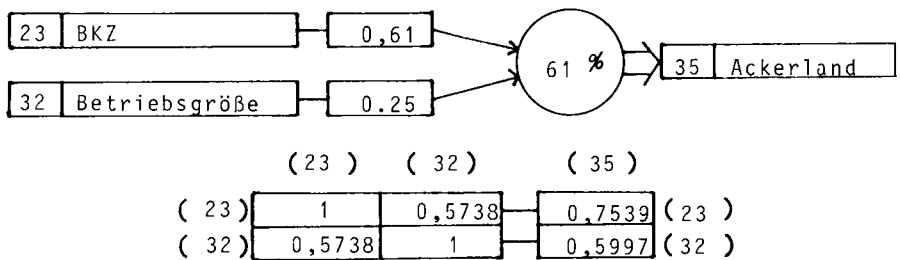 23 BKZ 0,61
61 % 35 Ackerland
32 Betriebsgröße 0.25
(23) (32) (35)
(23) 1 0,5738 0,7539 (23)
(32) 0,5738 1 0,5997 (32)